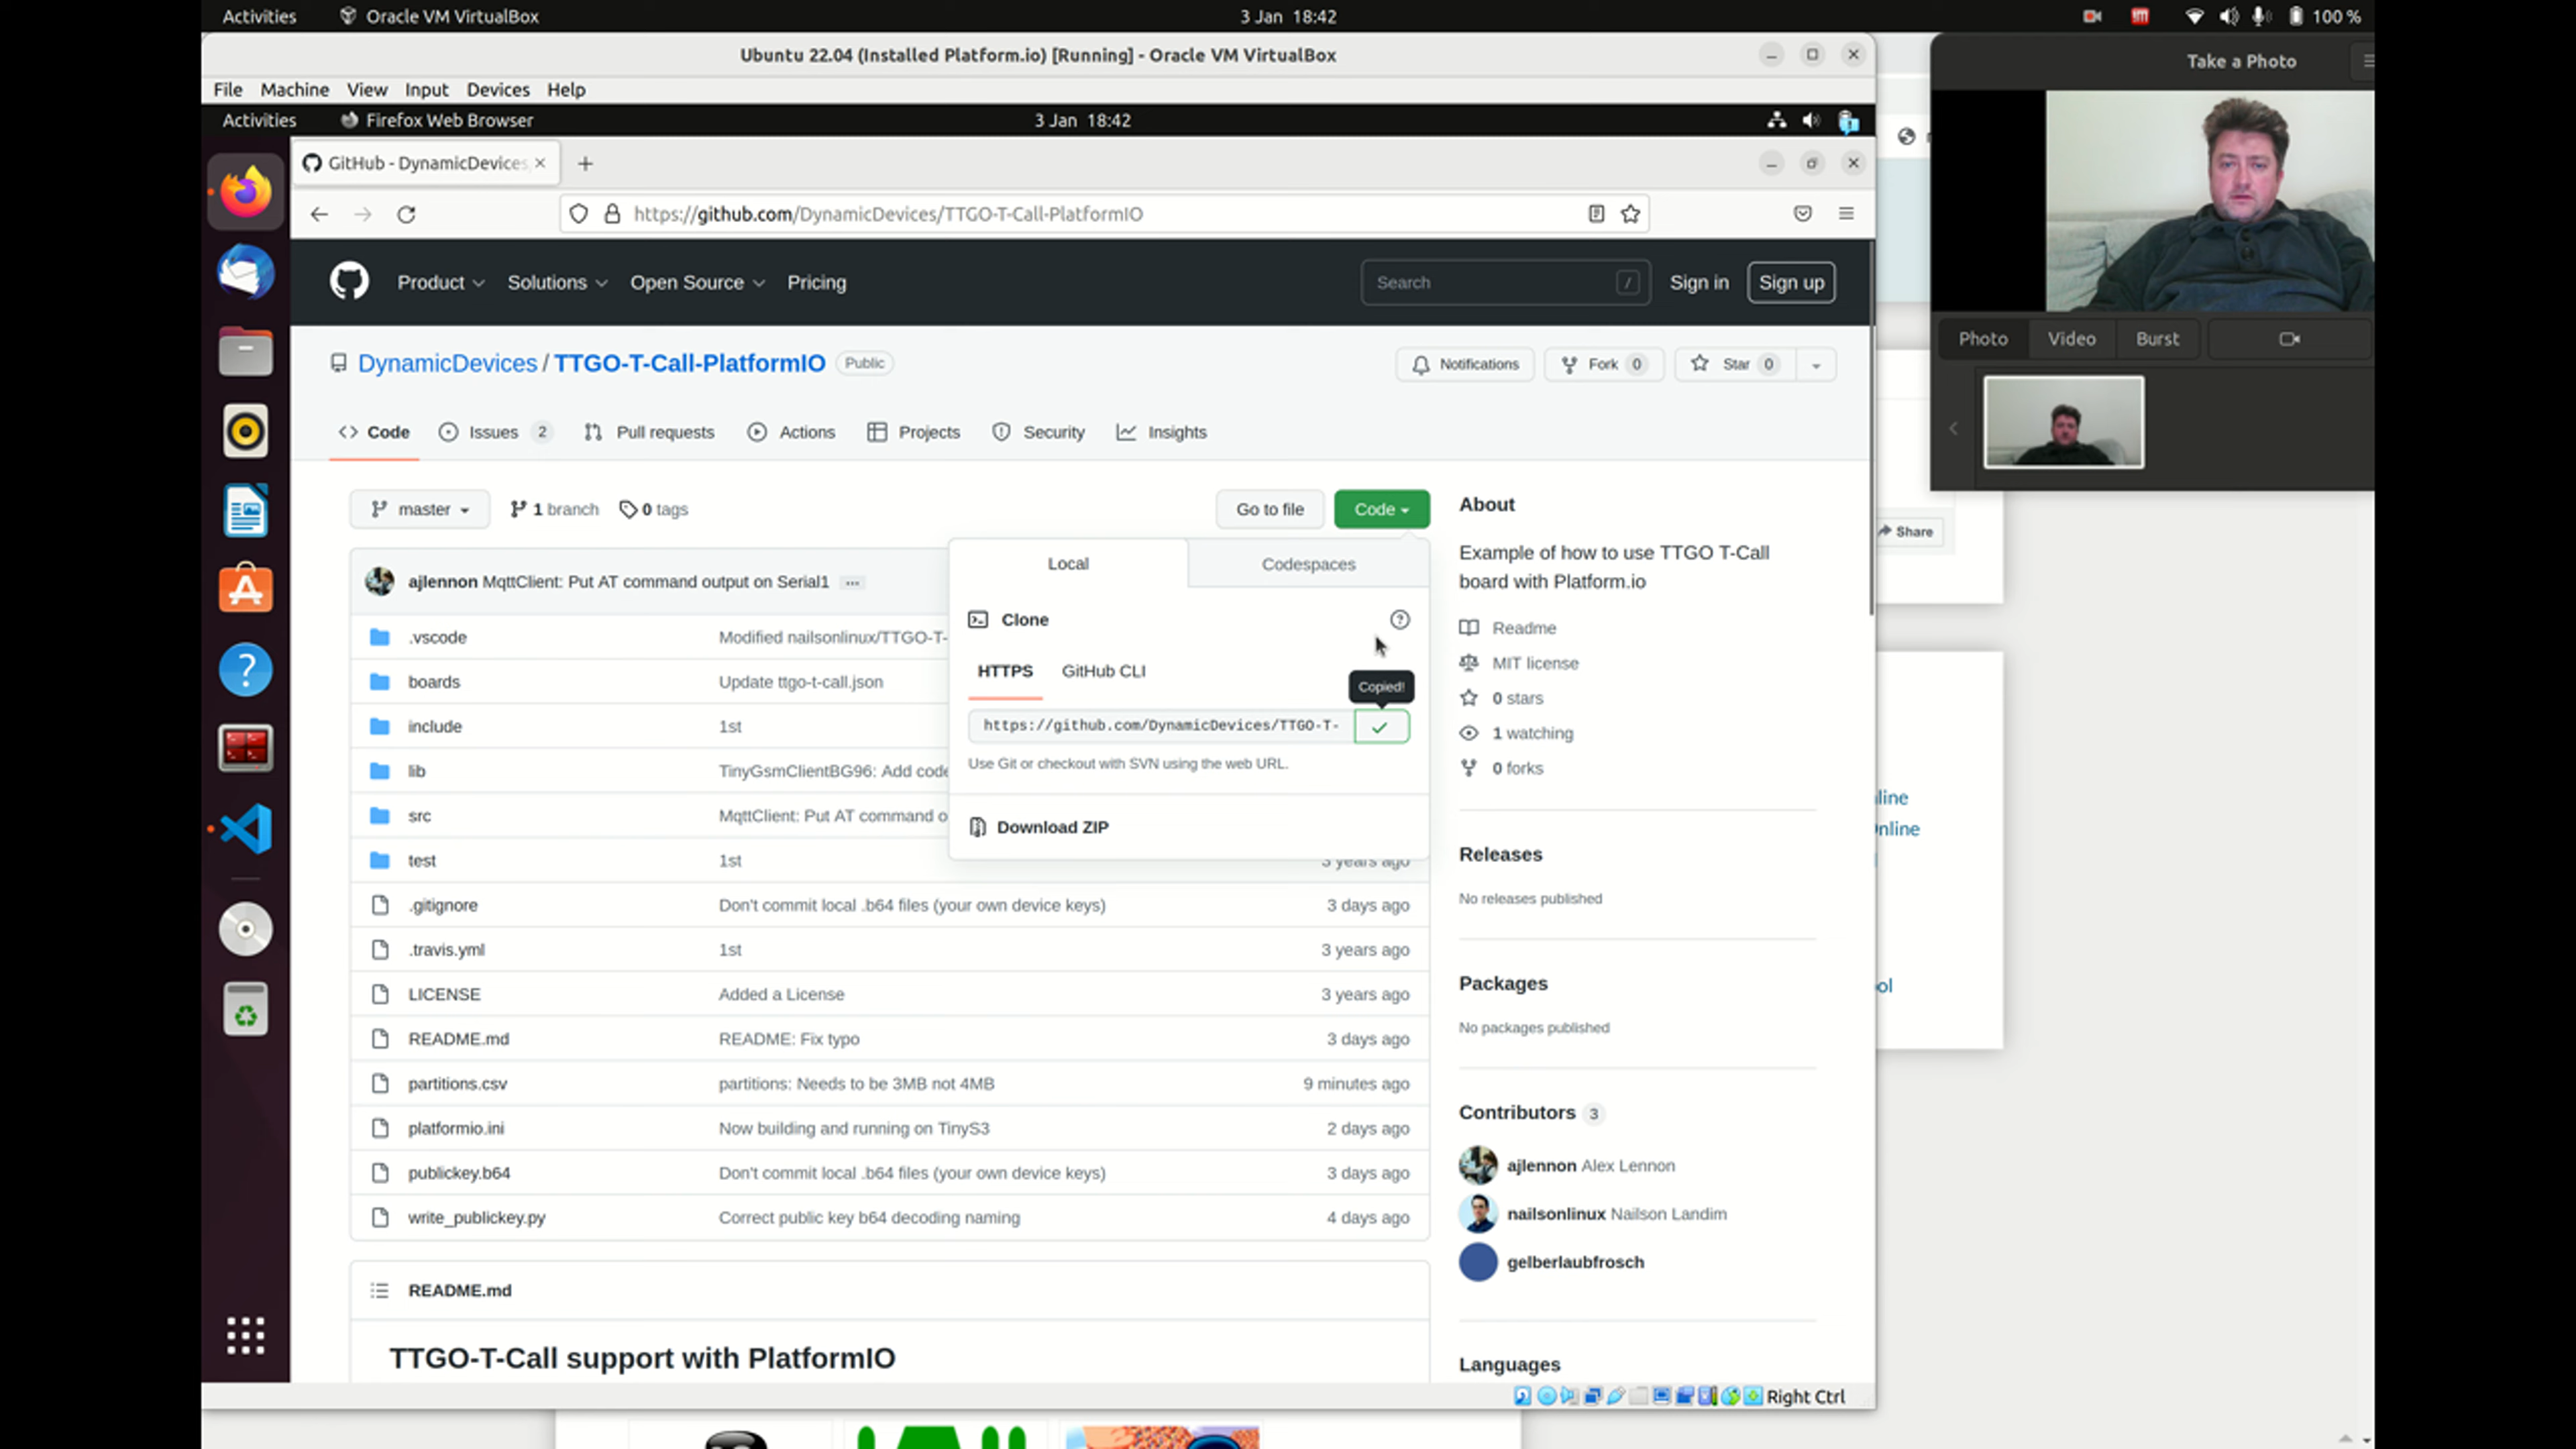 Activities Oracle VM VirtualBox 3 Jan 18:42 100 %
Ubuntu 22.04 (Installed Platform.io) [Running] - Oracle VM VirtualBox
File Machine View Input Devices Help
Activities Firefox Web Browser 3 Jan 18:42
GitHub - DynamicDevices
https://github.com/DynamicDevices/TTGO-T-Call-PlatformIO
Product Solutions Open Source Pricing Search / Sign in Sign up
DynamicDevices / TTGO-T-Call-PlatformIO Public Notifications Fork 0 Star 0
Code Issues 2 Pull requests Actions Projects Security Insights
master 1 branch 0 tags Go to file Code
ajlennon MqttClient: Put AT command output on Serial1 ...
.vscode Modified nailsonlinux/TTGO-T-
boards Update ttgo-t-call.json
include 1st
lib TinyGsmClientBG96: Add code
src MqttClient: Put AT command o
test 1st 3 years ago
.gitignore Don't commit local .b64 files (your own device keys) 3 days ago
.travis.yml 1st 3 years ago
LICENSE Added a License 3 years ago
README.md README: Fix typo 3 days ago
partitions.csv partitions: Needs to be 3MB not 4MB 9 minutes ago
platformio.ini Now building and running on TinyS3 2 days ago
publickey.b64 Don't commit local .b64 files (your own device keys) 3 days ago
write_publickey.py Correct public key b64 decoding naming 4 days ago
README.md
TTGO-T-Call support with PlatformIO
Local Codespaces
Clone
HTTPS GitHub CLI
Copied!
https://github.com/DynamicDevices/TTGO-T-
Use Git or checkout with SVN using the web URL.
Download ZIP
About
Example of how to use TTGO T-Call
board with Platform.io
Readme
MIT license
0 stars
1 watching
0 forks
Releases
No releases published
Packages
No packages published
Contributors 3
ajlennon Alex Lennon
nailsonlinux Nailson Landim
gelberlaubfrosch
Languages
Right Ctrl
Take a Photo
Photo Video Burst
Share
line
nline
ol